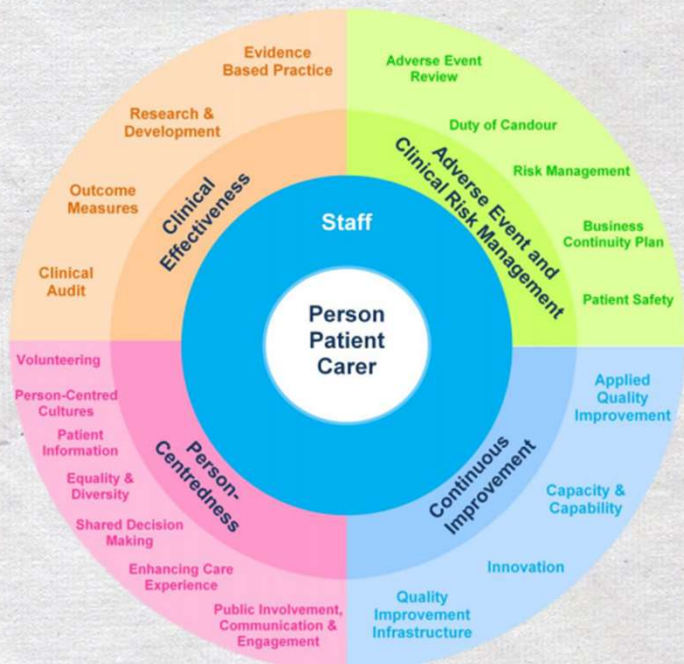 Evidence
Based Practice
Research &
Development
Outcome
Measures
Clinical
Audit
Clinical
Effectiveness
Adverse Event
Review
Duty of Candour
Risk Management
Business
Continuity Plan
Patient Safety
Adverse Event and
Clinical Risk Management
Staff
Person
Patient
Carer
Volunteering
Person-Centred
Cultures
Patient
Information
Equality &
Diversity
Shared Decision
Making
Enhancing Care
Experience
Public Involvement,
Communication &
Engagement
Person-
Centredness
Applied
Quality
Improvement
Capacity &
Capability
Innovation
Quality
Improvement
Infrastructure
Continuous
Improvement